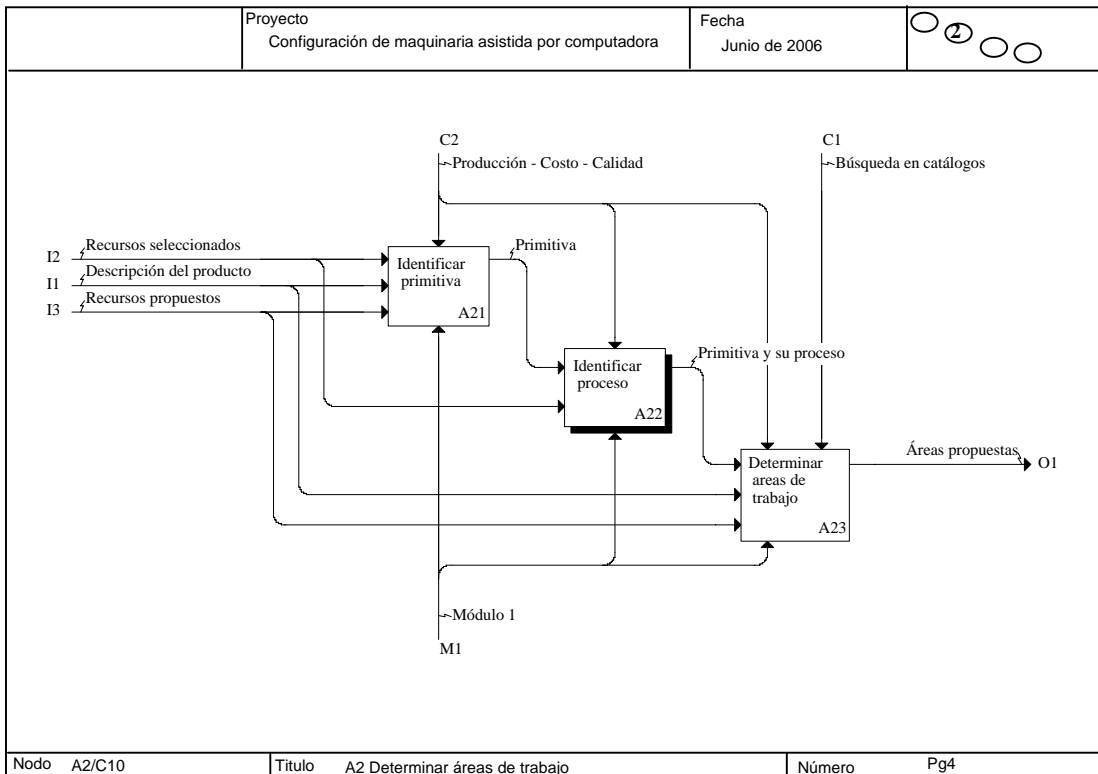 Proyecto
Configuración de maquinaria asistida por computadora
Fecha
Junio de 2006
2
C2
Producción - Costo - Calidad
C1
Búsqueda en catálogos
I2
Recursos seleccionados
I1
Descripción del producto
I3
Recursos propuestos
Identificar
primitiva
A21
Primitiva
Identificar
proceso
A22
Primitiva y su proceso
Determinar
areas de
trabajo
A23
Áreas propuestas
O1
Módulo 1
M1
Nodo A2/C10
Titulo A2 Determinar áreas de trabajo
Número Pg4